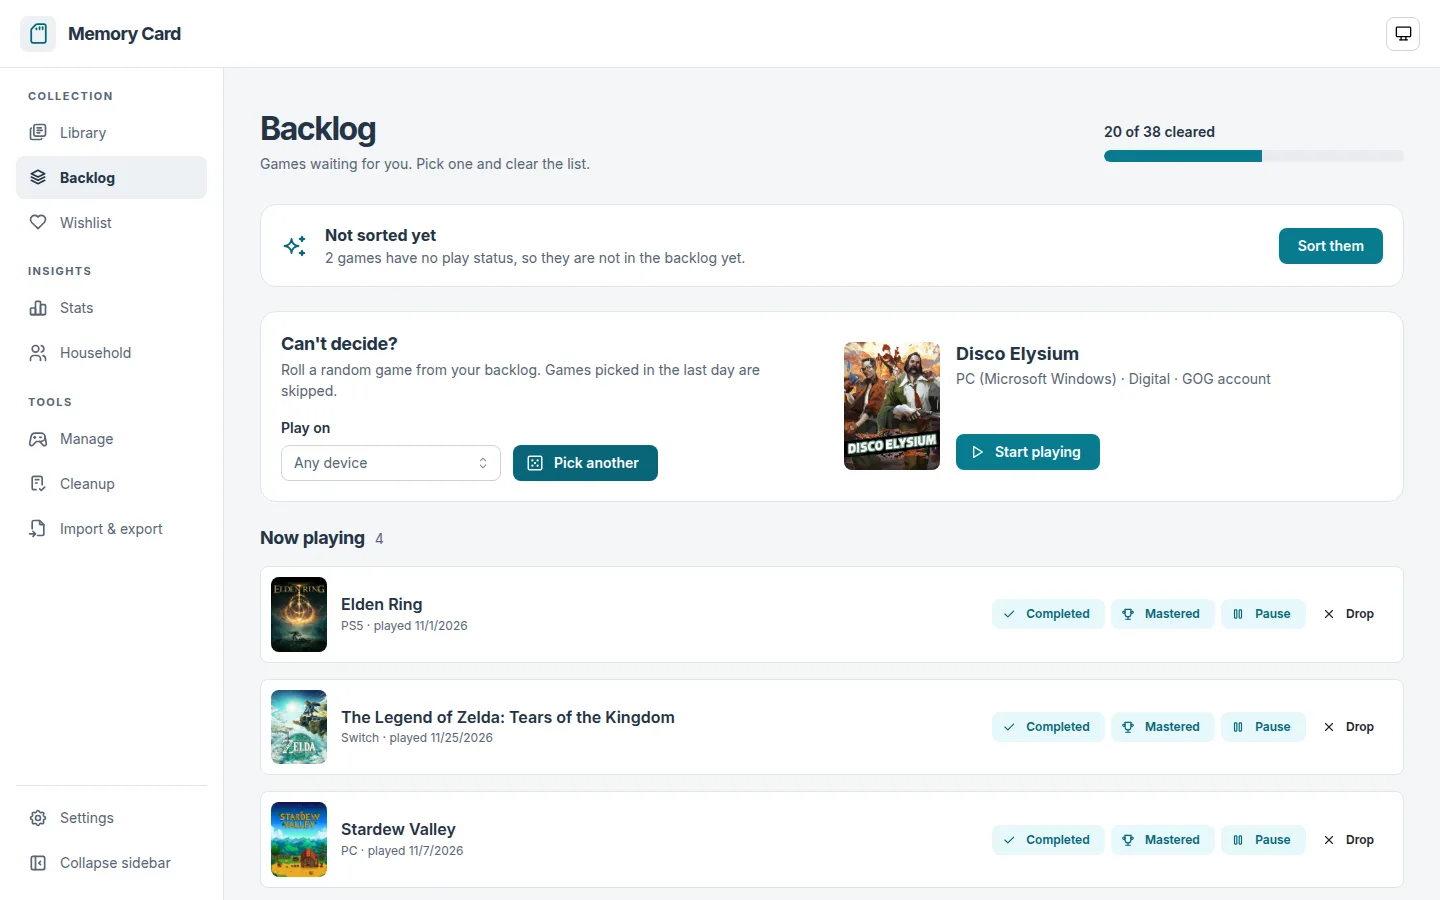 Memory Card
COLLECTION
Library
Backlog
Wishlist
INSIGHTS
Stats
Household
TOOLS
Manage
Cleanup
Import & export
Settings
Collapse sidebar
Backlog
Games waiting for you. Pick one and clear the list.
20 of 38 cleared
Not sorted yet
2 games have no play status, so they are not in the backlog yet.
Sort them
Can't decide?
Roll a random game from your backlog. Games picked in the last day are
skipped.
Play on
Any device
Pick another
DISCO ELYSIUM
Disco Elysium
PC (Microsoft Windows) · Digital · GOG account
Start playing
Now playing 4
ELDEN RING
Elden Ring
PS5 · played 11/1/2026
Completed
Mastered
Pause
Drop
ZELDA
The Legend of Zelda: Tears of the Kingdom
Switch · played 11/25/2026
Completed
Mastered
Pause
Drop
STARDEW
VALLEY
Stardew Valley
PC · played 11/7/2026
Completed
Mastered
Pause
Drop